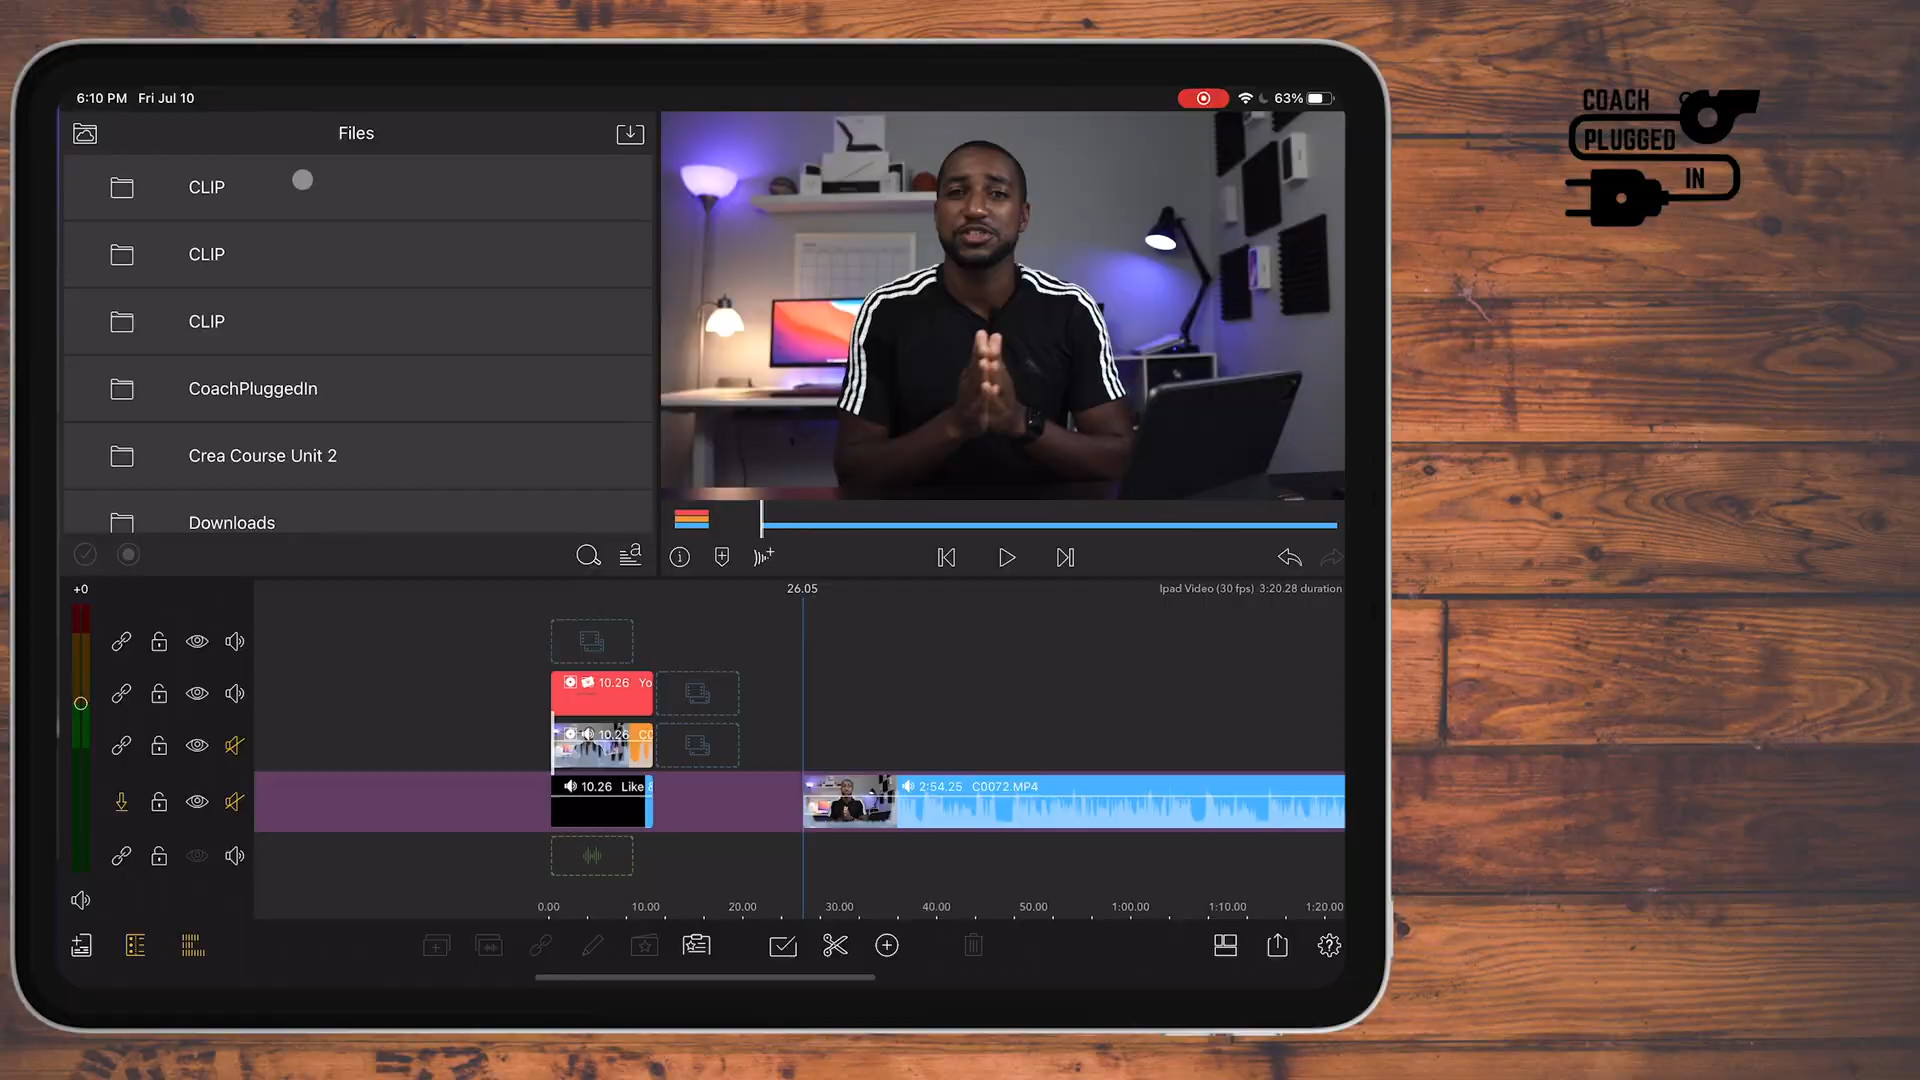 6:10 PM Fri Jul 10
63%
COACH
PLUGGED
IN
Files
CLIP
CLIP
CLIP
CoachPluggedIn
Crea Course Unit 2
Downloads
+0
26.05
Ipad Video (30 fps) 3:20.28 duration
10.26 Yo
10.26 C0
10.26 Like &
2:54.25 C0072.MP4
0.00 10.00 20.00 30.00 40.00 50.00 1:00.00 1:10.00 1:20.00